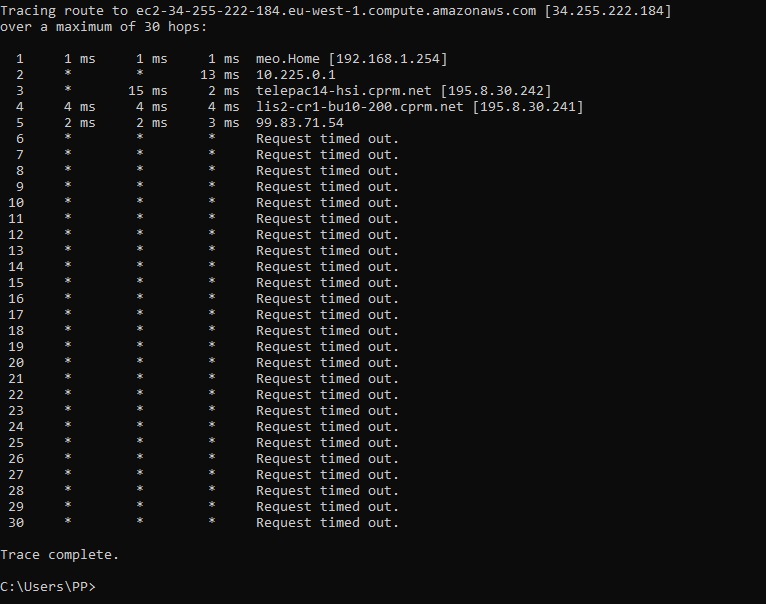 Tracing route to ec2-34-255-222-184.eu-west-1.compute.amazonaws.com [34.255.222.184]
over a maximum of 30 hops:
1 1 ms 1 ms 1 ms meo.Home [192.168.1.254]
2 * * 13 ms 10.225.0.1
3 * 15 ms 2 ms telepac14-hsi.cprm.net [195.8.30.242]
4 4 ms 4 ms 4 ms lis2-cr1-bu10-200.cprm.net [195.8.30.241]
5 2 ms 2 ms 3 ms 99.83.71.54
6 * * * Request timed out.
7 * * * Request timed out.
8 * * * Request timed out.
9 * * * Request timed out.
10 * * * Request timed out.
11 * * * Request timed out.
12 * * * Request timed out.
13 * * * Request timed out.
14 * * * Request timed out.
15 * * * Request timed out.
16 * * * Request timed out.
17 * * * Request timed out.
18 * * * Request timed out.
19 * * * Request timed out.
20 * * * Request timed out.
21 * * * Request timed out.
22 * * * Request timed out.
23 * * * Request timed out.
24 * * * Request timed out.
25 * * * Request timed out.
26 * * * Request timed out.
27 * * * Request timed out.
28 * * * Request timed out.
29 * * * Request timed out.
30 * * * Request timed out.
Trace complete.
C:\Users\PP>